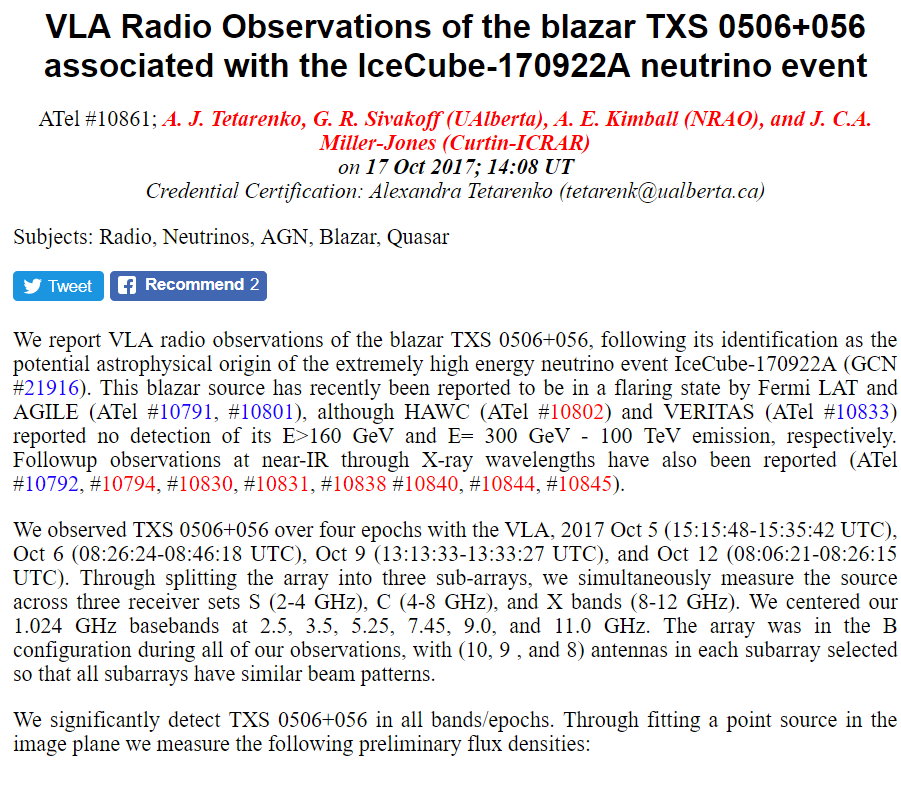 VLA Radio Observations of the blazar TXS 0506+056
associated with the IceCube-170922A neutrino event
ATel #10861; A. J. Tetarenko, G. R. Sivakoff (UAlberta), A. E. Kimball (NRAO), and J. C.A.
Miller-Jones (Curtin-ICRAR)
on 17 Oct 2017; 14:08 UT
Credential Certification: Alexandra Tetarenko (tetarenk@ualberta.ca)
Subjects: Radio, Neutrinos, AGN, Blazar, Quasar
Tweet Recommend 2
We report VLA radio observations of the blazar TXS 0506+056, following its identification as the
potential astrophysical origin of the extremely high energy neutrino event IceCube-170922A (GCN
#21916). This blazar source has recently been reported to be in a flaring state by Fermi LAT and
AGILE (ATel #10791, #10801), although HAWC (ATel #10802) and VERITAS (ATel #10833)
reported no detection of its E>160 GeV and E= 300 GeV - 100 TeV emission, respectively.
Followup observations at near-IR through X-ray wavelengths have also been reported (ATel
#10792, #10794, #10830, #10831, #10838 #10840, #10844, #10845).
We observed TXS 0506+056 over four epochs with the VLA, 2017 Oct 5 (15:15:48-15:35:42 UTC),
Oct 6 (08:26:24-08:46:18 UTC), Oct 9 (13:13:33-13:33:27 UTC), and Oct 12 (08:06:21-08:26:15
UTC). Through splitting the array into three sub-arrays, we simultaneously measure the source
across three receiver sets S (2-4 GHz), C (4-8 GHz), and X bands (8-12 GHz). We centered our
1.024 GHz basebands at 2.5, 3.5, 5.25, 7.45, 9.0, and 11.0 GHz. The array was in the B
configuration during all of our observations, with (10, 9 , and 8) antennas in each subarray selected
so that all subarrays have similar beam patterns.
We significantly detect TXS 0506+056 in all bands/epochs. Through fitting a point source in the
image plane we measure the following preliminary flux densities: